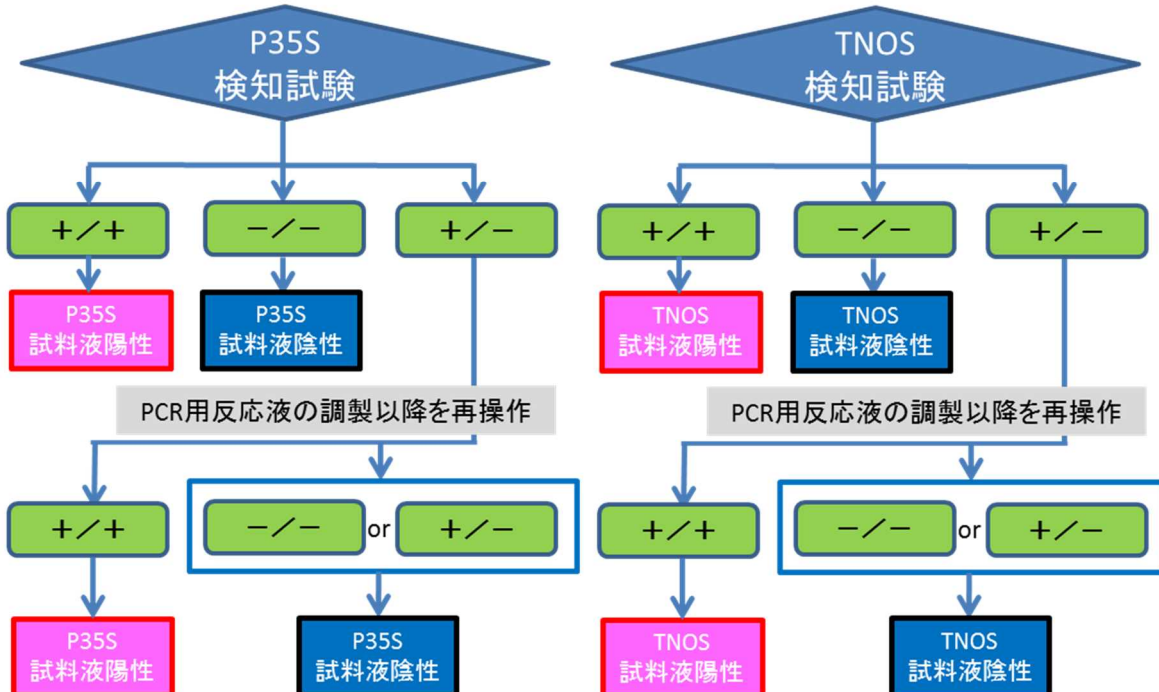 P35S
検知試験
+/+
−/−
+/−
P35S
試料液陽性
P35S
試料液陰性
PCR用反応液の調製以降を再操作
+/+
−/−
or
+/−
P35S
試料液陽性
P35S
試料液陰性
TNOS
検知試験
+/+
−/−
+/−
TNOS
試料液陽性
TNOS
試料液陰性
PCR用反応液の調製以降を再操作
+/+
−/−
or
+/−
TNOS
試料液陽性
TNOS
試料液陰性